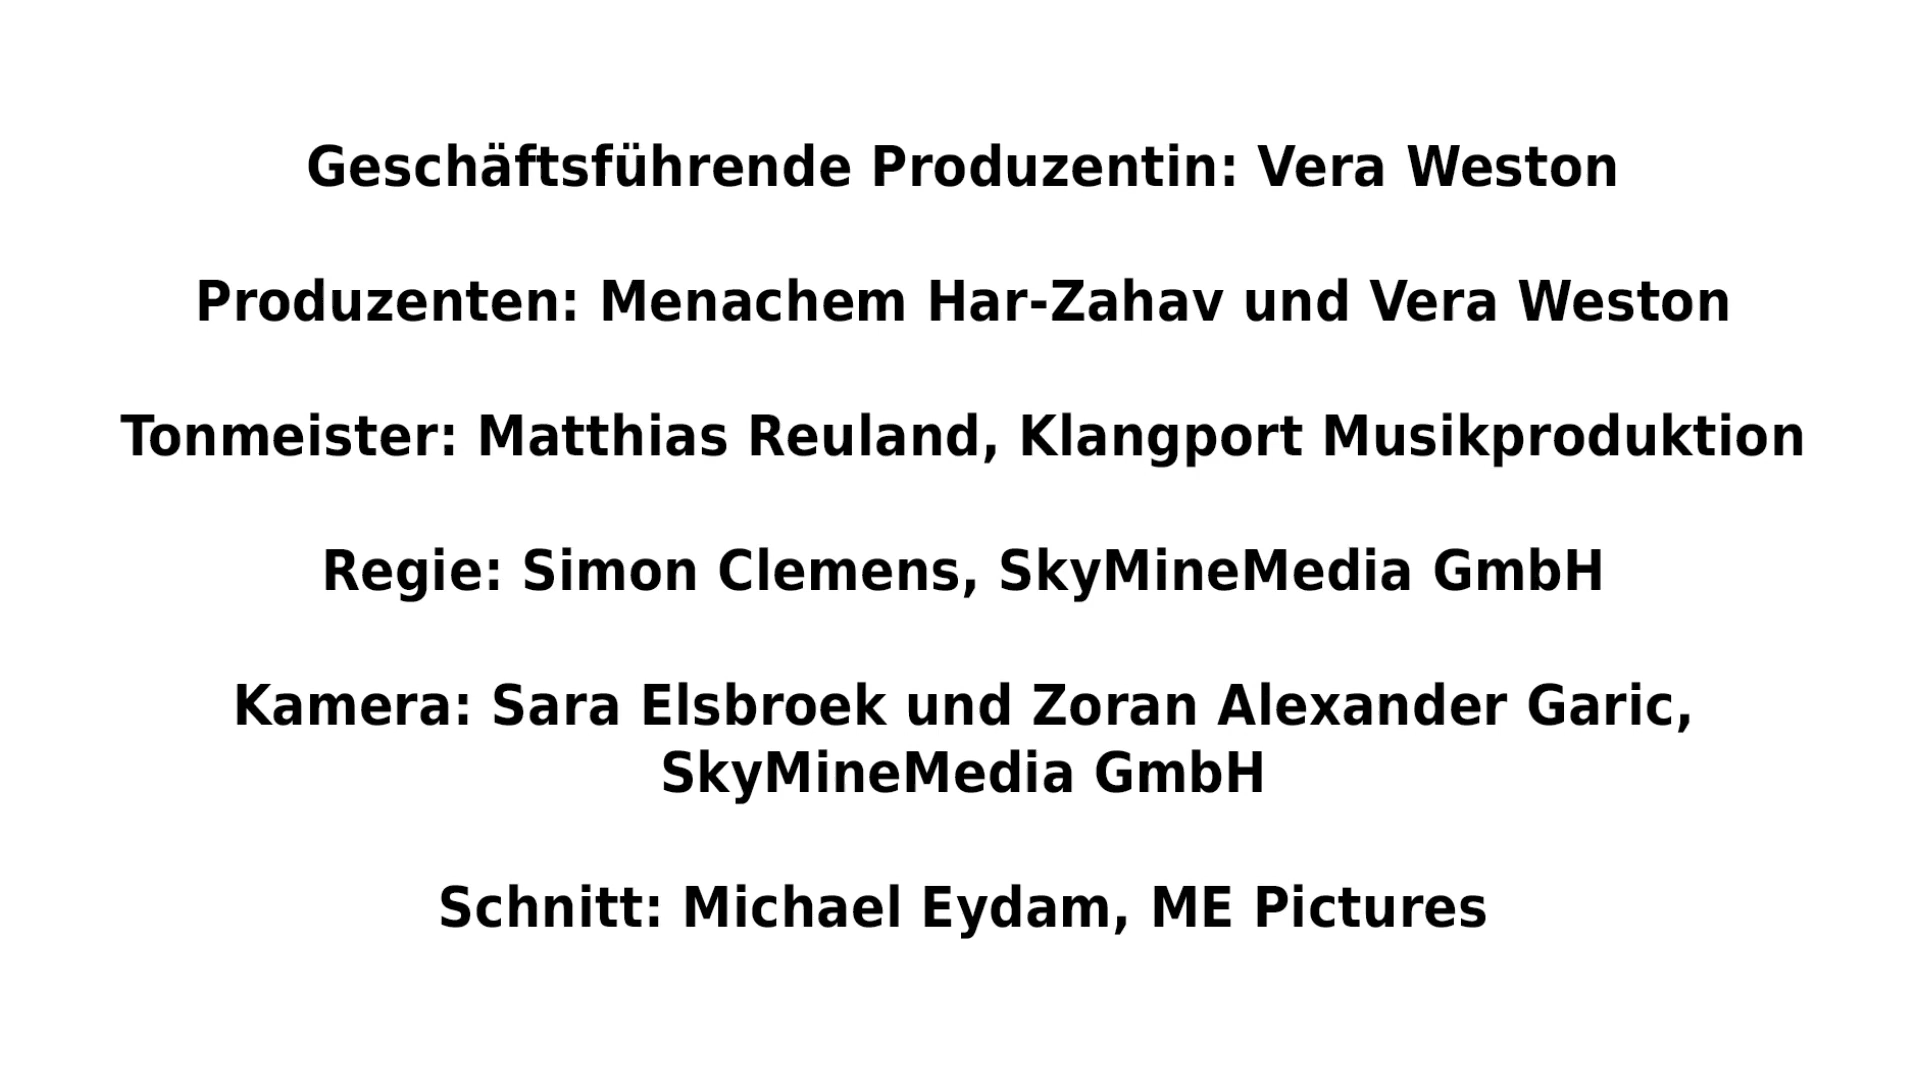 Geschäftsführende Produzentin: Vera Weston
Produzenten: Menachem Har-Zahav und Vera Weston
Tonmeister: Matthias Reuland, Klangport Musikproduktion
Regie: Simon Clemens, SkyMineMedia GmbH
Kamera: Sara Elsbroek und Zoran Alexander Garic,
SkyMineMedia GmbH
Schnitt: Michael Eydam, ME Pictures